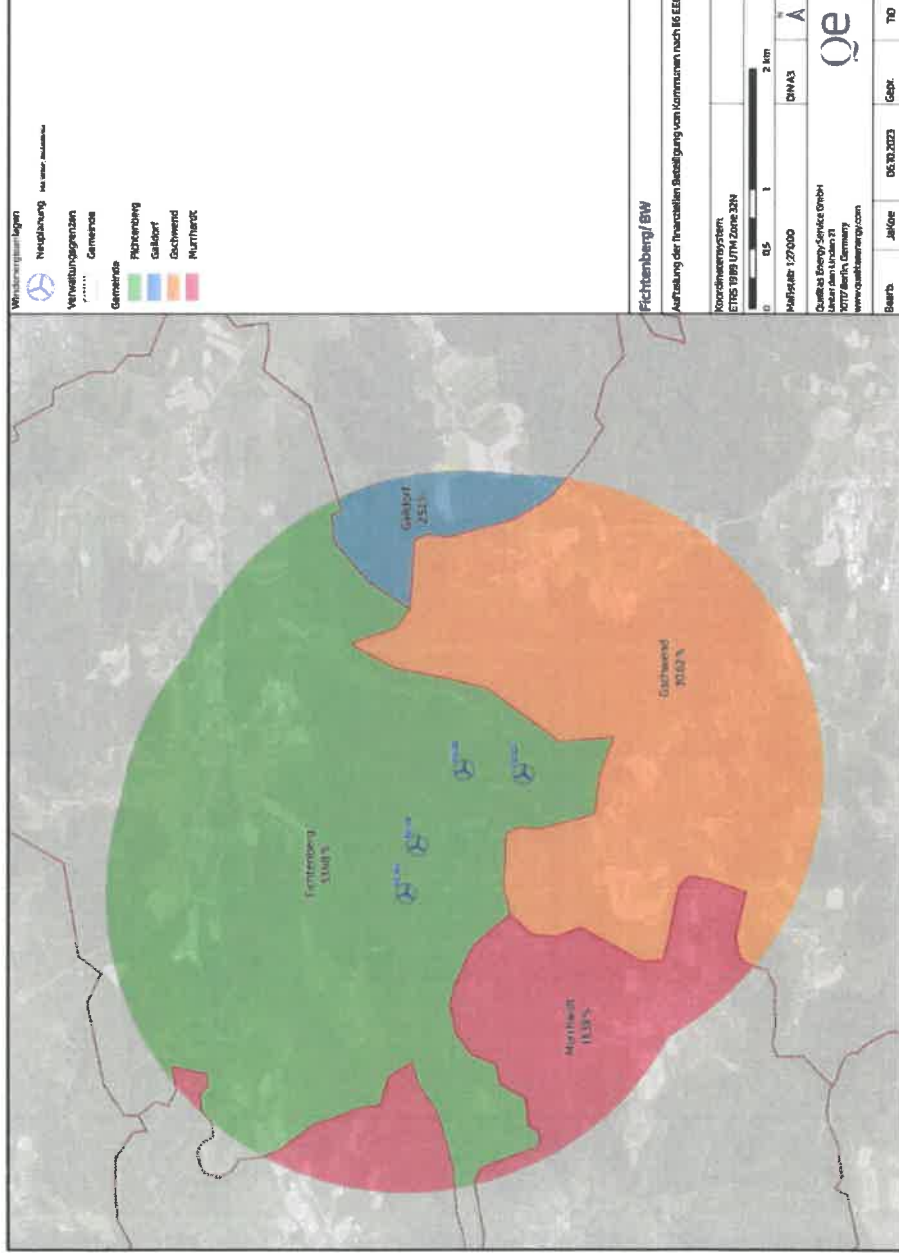 Windenergieanlagen
Neuplanung
Verwaltungsgrenzen
Gemeinde
Gemeinde
Fichtenberg
Gaildorf
Gschwend
Murrhardt
Fichtenberg
Gaildorf
Gschwend
30,62 %
Murrhardt
Fichtenberg/ BW
Aufteilung der finanziellen Beteiligung von Kommunen nach §6 EEG
Koordinatensystem:
ETRS 1989 UTM Zone 32N
0 0,5 1 2 km
Maßstab: 1:27.000 DIN A3 N
Qualitas Energy Service GmbH
Unter den Linden 21
10117 Berlin, Germany
www.qualitasenergy.com
Qe
Bearb. JaKoe 06.10.2023 Gepr. TiO